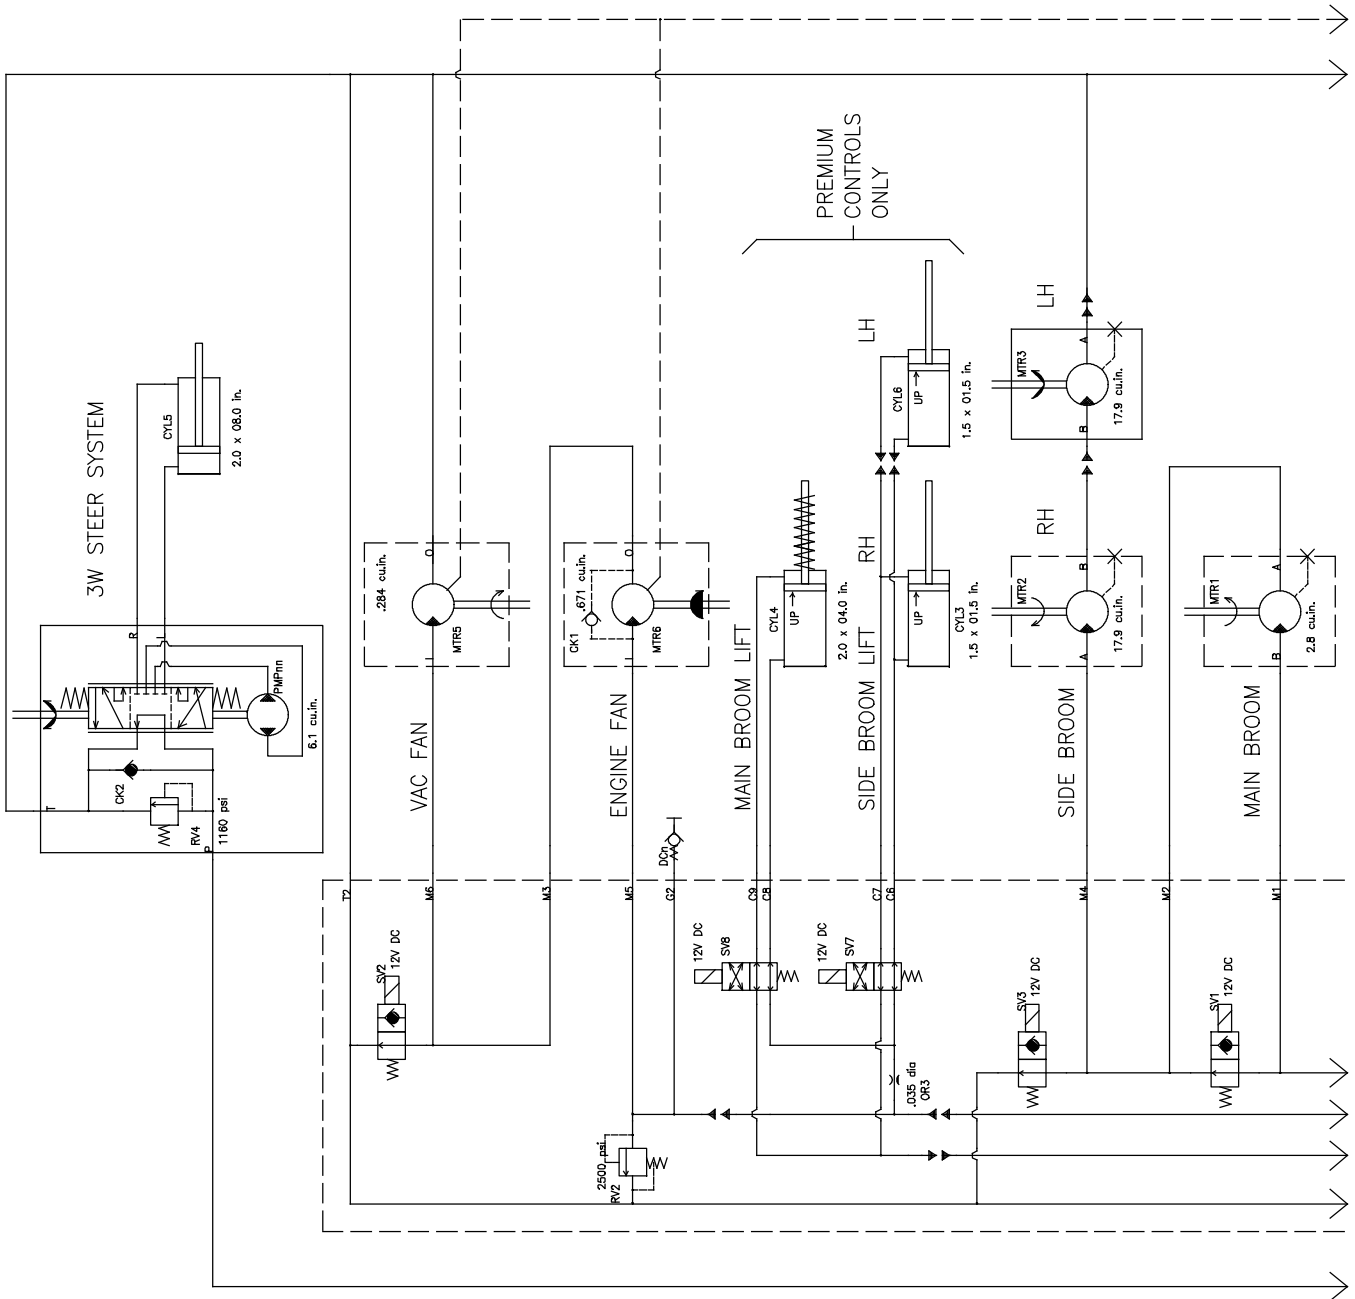 3W STEER SYSTEM
CYL5
2.0 x 08.0 in.
R
L
T
P
CK2
RV4
1160 psi
PMPnn
6.1 cu.in.
PREMIUM
CONTROLS
ONLY
VAC FAN
.284 cu.in.
O
I
MTR5
ENGINE FAN
.671 cu.in.
CK1
O
I
MTR6
MAIN BROOM LIFT
CYL4
UP
2.0 x 04.0 in.
SIDE BROOM LIFT
RH
LH
CYL6
UP
1.5 x 01.5 in.
UP
CYL3
1.5 x 01.5 in.
SIDE BROOM
RH
LH
MTR3
A
B
17.9 cu.in.
MTR2
B
A
17.9 cu.in.
MAIN BROOM
MTR1
A
B
2.8 cu.in.
DCn
T2
M6
M3
M5
G2
C9
C8
C7
C6
M4
M2
M1
SV2
12V DC
12V DC
SV8
12V DC
SV7
SV3
12V DC
SV1
12V DC
.035 dia
OR3
2500 psi
RV2